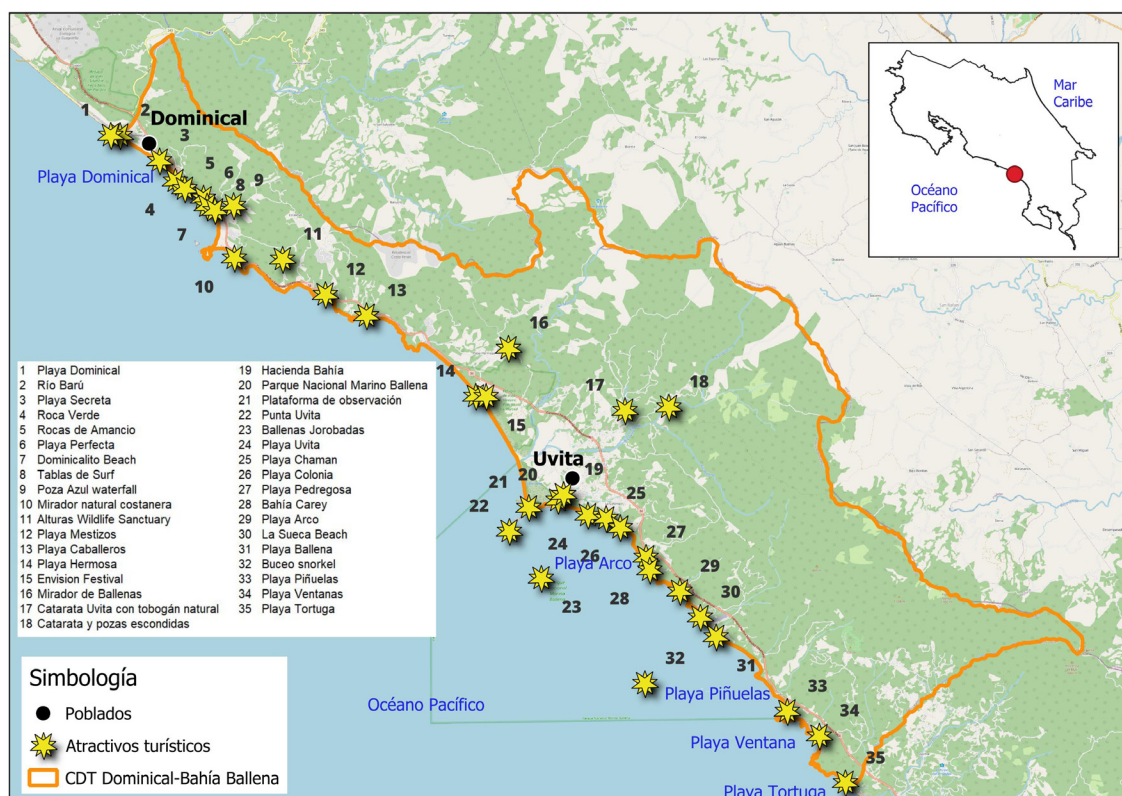 1
2
Dominical
3
Playa Dominical
5
6
8
9
4
7
10
11
12
13
16
14
15
17
18
Uvita
19
20
21
22
25
24
26
Playa Arco
27
23
28
29
30
31
32
Playa Piñuelas
33
34
Playa Ventana
35
Playa Tortuga
Océano Pacífico
Mar
Caribe
Océano
Pacífico
1 Playa Dominical
2 Río Barú
3 Playa Secreta
4 Roca Verde
5 Rocas de Amancio
6 Playa Perfecta
7 Dominicalito Beach
8 Tablas de Surf
9 Poza Azul waterfall
10 Mirador natural costanera
11 Alturas Wildlife Sanctuary
12 Playa Mestizos
13 Playa Caballeros
14 Playa Hermosa
15 Envision Festival
16 Mirador de Ballenas
17 Catarata Uvita con tobogán natural
18 Catarata y pozas escondidas
19 Hacienda Bahía
20 Parque Nacional Marino Ballena
21 Plataforma de observación
22 Punta Uvita
23 Ballenas Jorobadas
24 Playa Uvita
25 Playa Chaman
26 Playa Colonia
27 Playa Pedregosa
28 Bahía Carey
29 Playa Arco
30 La Sueca Beach
31 Playa Ballena
32 Buceo snorkel
33 Playa Piñuelas
34 Playa Ventanas
35 Playa Tortuga
Simbología
Poblados
Atractivos turísticos
CDT Dominical-Bahía Ballena